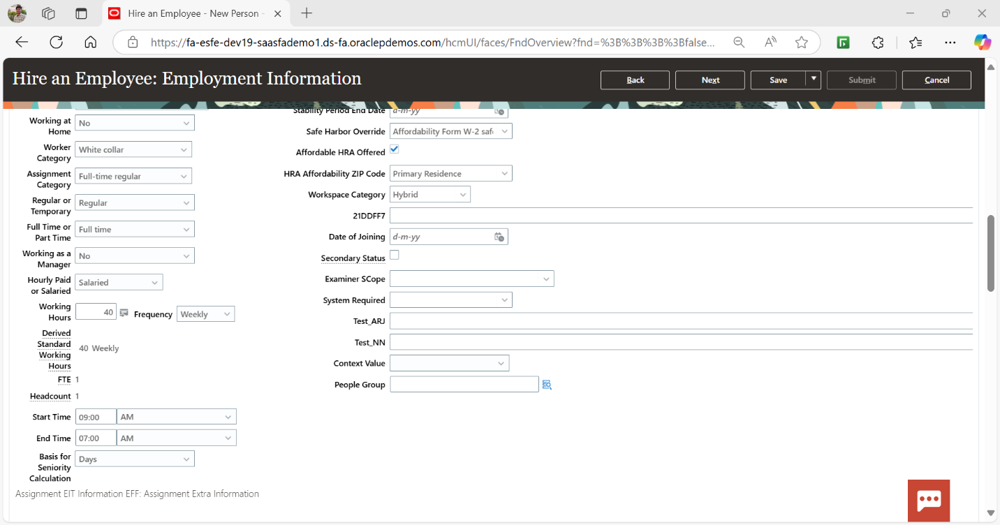 Hire an Employee - New Person -
https://fa-esfe-dev19-saasfademo1.ds-fa.oraclepdemos.com/hcmUI/faces/FndOverview?fnd=%3B%3B%3B%3Bfalse...
Hire an Employee: Employment Information
Back
Next
Save
Submit
Cancel
Working at
Home
No
Worker
Category
White collar
Assignment
Category
Full-time regular
Regular or
Temporary
Regular
Full Time or
Part Time
Full time
Working as a
Manager
No
Hourly Paid
or Salaried
Salaried
Working
Hours
40
Frequency
Weekly
Derived
Standard
Working
Hours
40 Weekly
FTE
1
Headcount
1
Start Time
09:00
AM
End Time
07:00
AM
Basis for
Seniority
Calculation
Days
Stability Period End Date
d-m-yy
Safe Harbor Override
Affordability Form W-2 saf
Affordable HRA Offered
HRA Affordability ZIP Code
Primary Residence
Workspace Category
Hybrid
21DDFF7
Date of Joining
d-m-yy
Secondary Status
Examiner SCope
System Required
Test_ARJ
Test_NN
Context Value
People Group
Assignment EIT Information EFF: Assignment Extra Information